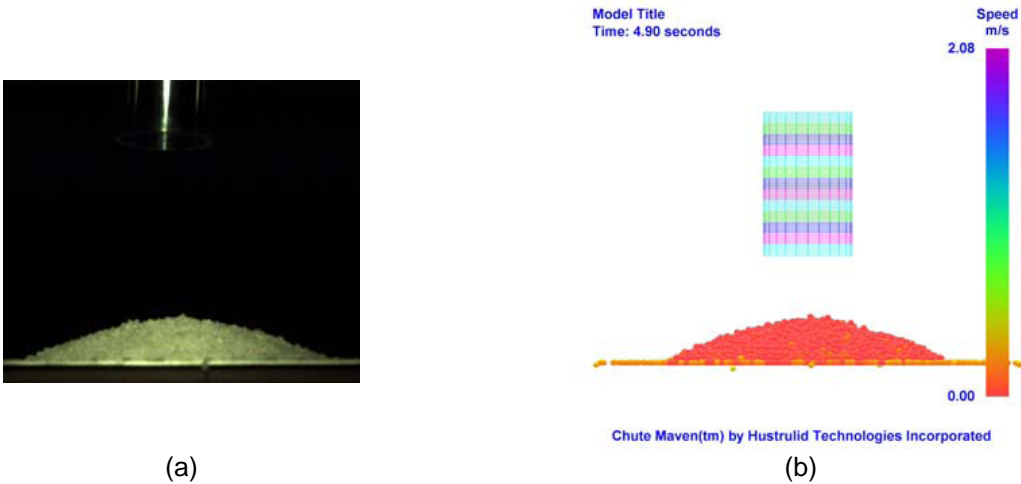 Model Title
Time: 4.90 seconds
Speed
m/s
2.08
0.00
Chute Maven(tm) by Hustrulid Technologies Incorporated
(a)
(b)